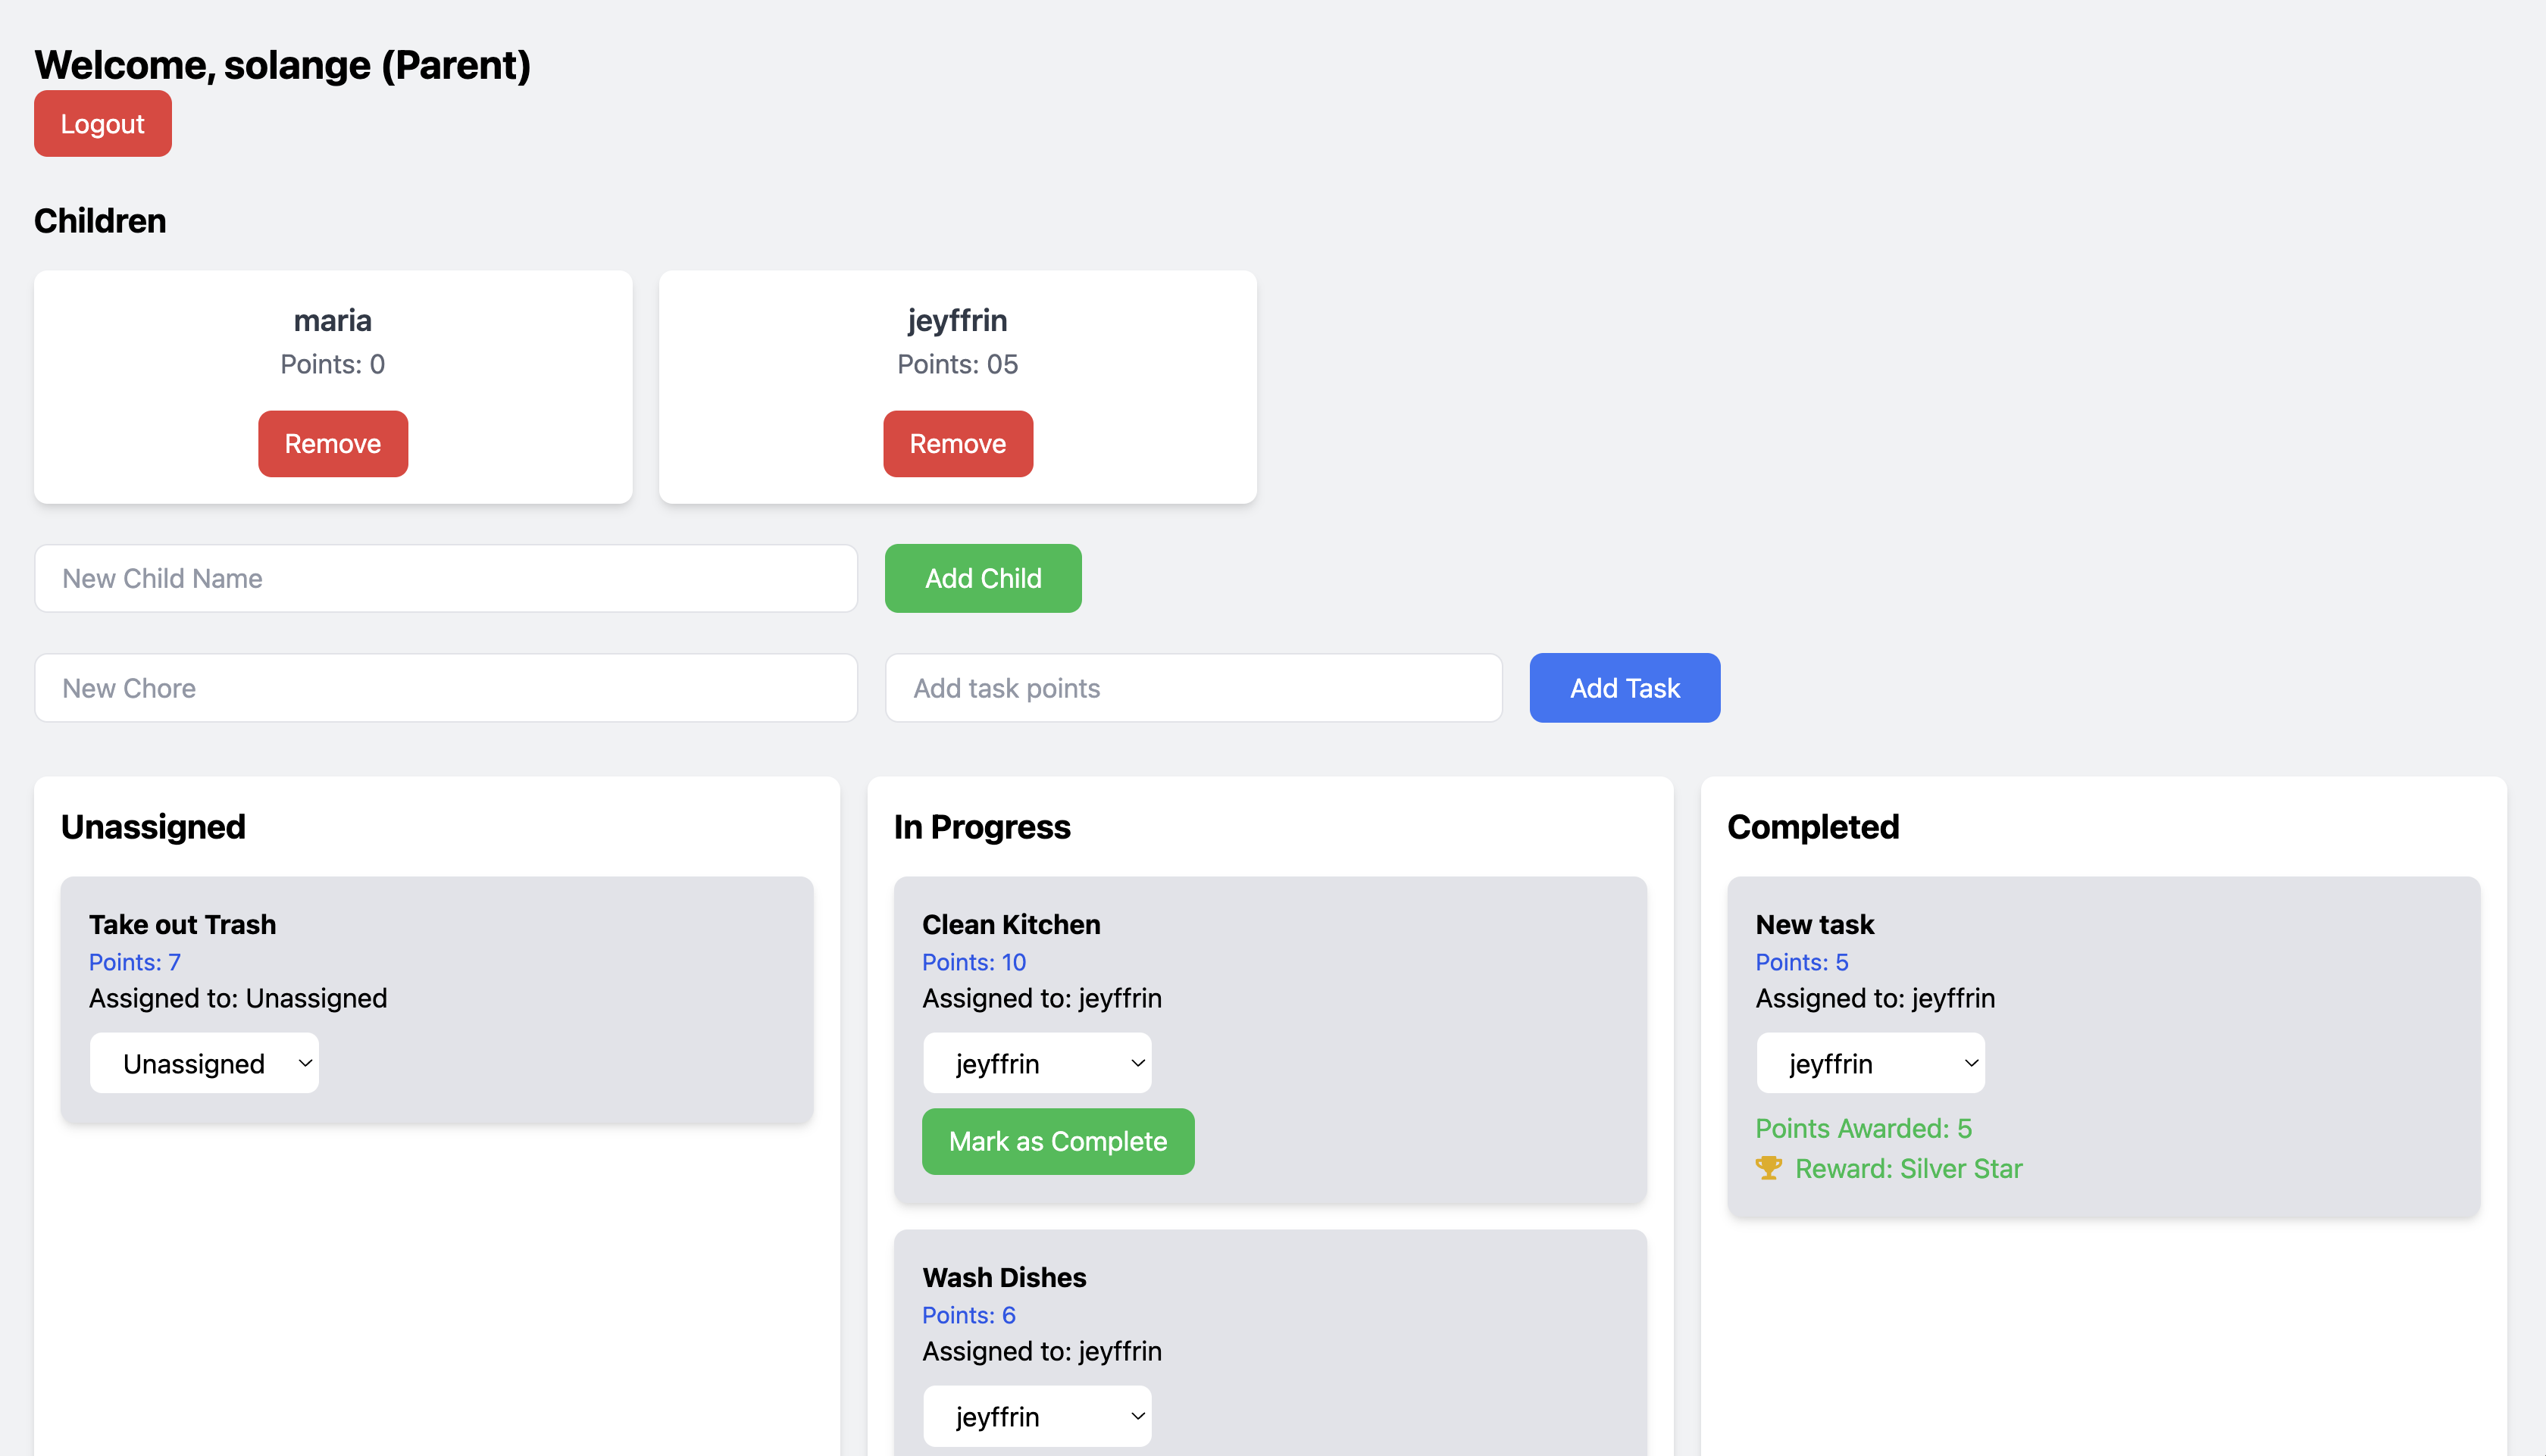 Welcome, solange (Parent)
Logout
Children
maria
Points: 0
Remove
jeyffrin
Points: 05
Remove
New Child Name
Add Child
New Chore
Add task points
Add Task
Unassigned
Take out Trash
Points: 7
Assigned to: Unassigned
Unassigned
In Progress
Clean Kitchen
Points: 10
Assigned to: jeyffrin
jeyffrin
Mark as Complete
Wash Dishes
Points: 6
Assigned to: jeyffrin
jeyffrin
Completed
New task
Points: 5
Assigned to: jeyffrin
jeyffrin
Points Awarded: 5
Reward: Silver Star